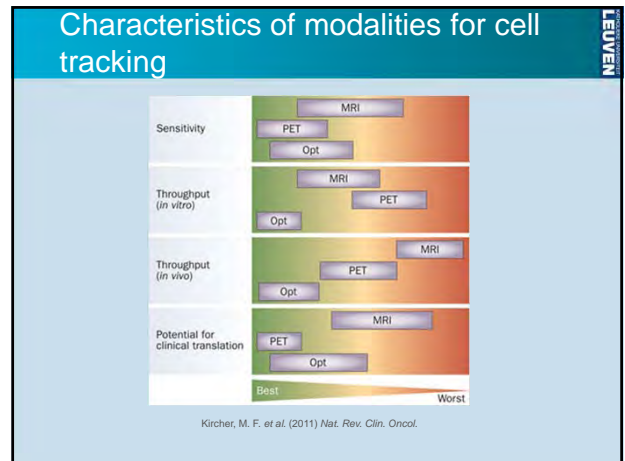 Characteristics of modalities for cell
tracking
LEUVEN
Sensitivity
MRI
PET
Opt
Throughput
(in vitro)
MRI
PET
Opt
Throughput
(in vivo)
MRI
PET
Opt
Potential for
clinical translation
MRI
PET
Opt
Best
Worst
Kircher, M. F. et al. (2011) Nat. Rev. Clin. Oncol.